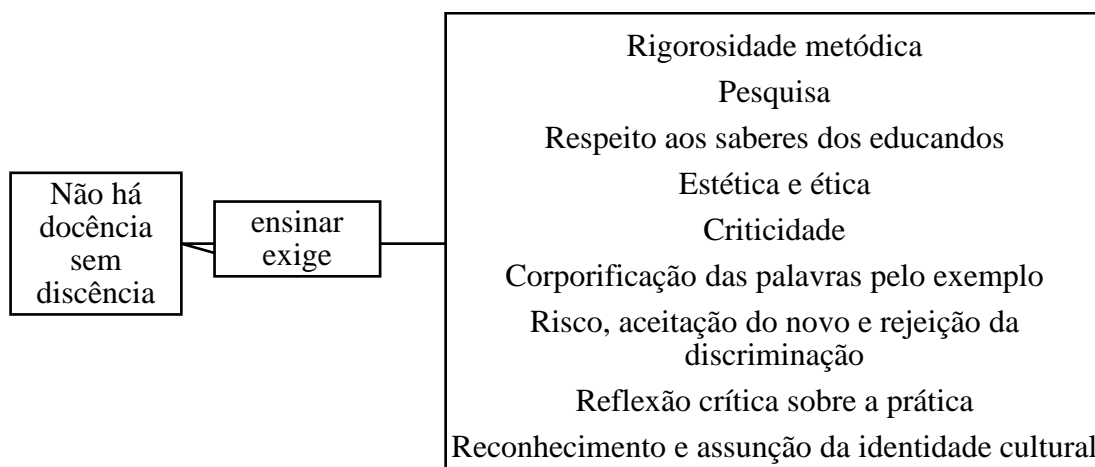 Não há
docência
sem
discência
ensinar
exige
Rigorosidade metódica
Pesquisa
Respeito aos saberes dos educandos
Estética e ética
Criticidade
Corporificação das palavras pelo exemplo
Risco, aceitação do novo e rejeição da
discriminação
Reflexão crítica sobre a prática
Reconhecimento e assunção da identidade cultural